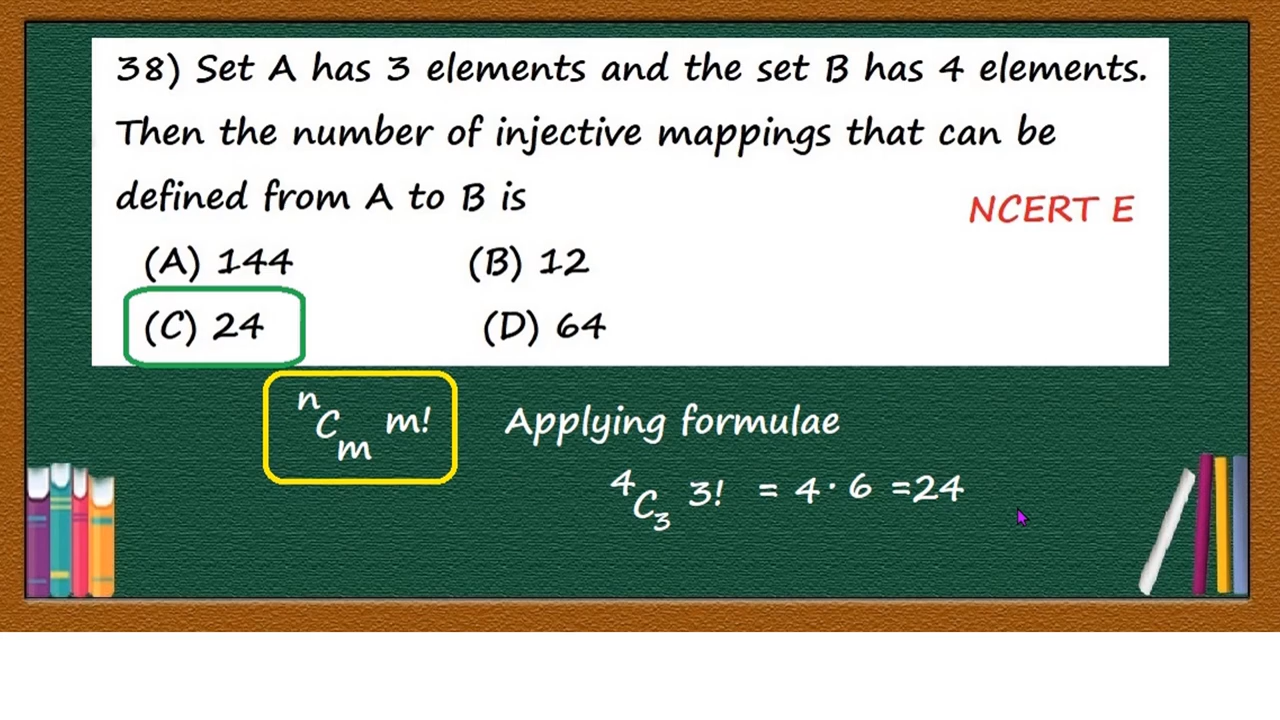 38) Set A has 3 elements and the set B has 4 elements.
Then the number of injective mappings that can be
defined from A to B is
NCERT E
(A) 144 (B) 12
(C) 24 (D) 64
ⁿCₘ m! Applying formulae
⁴C₃ 3! = 4· 6 =24